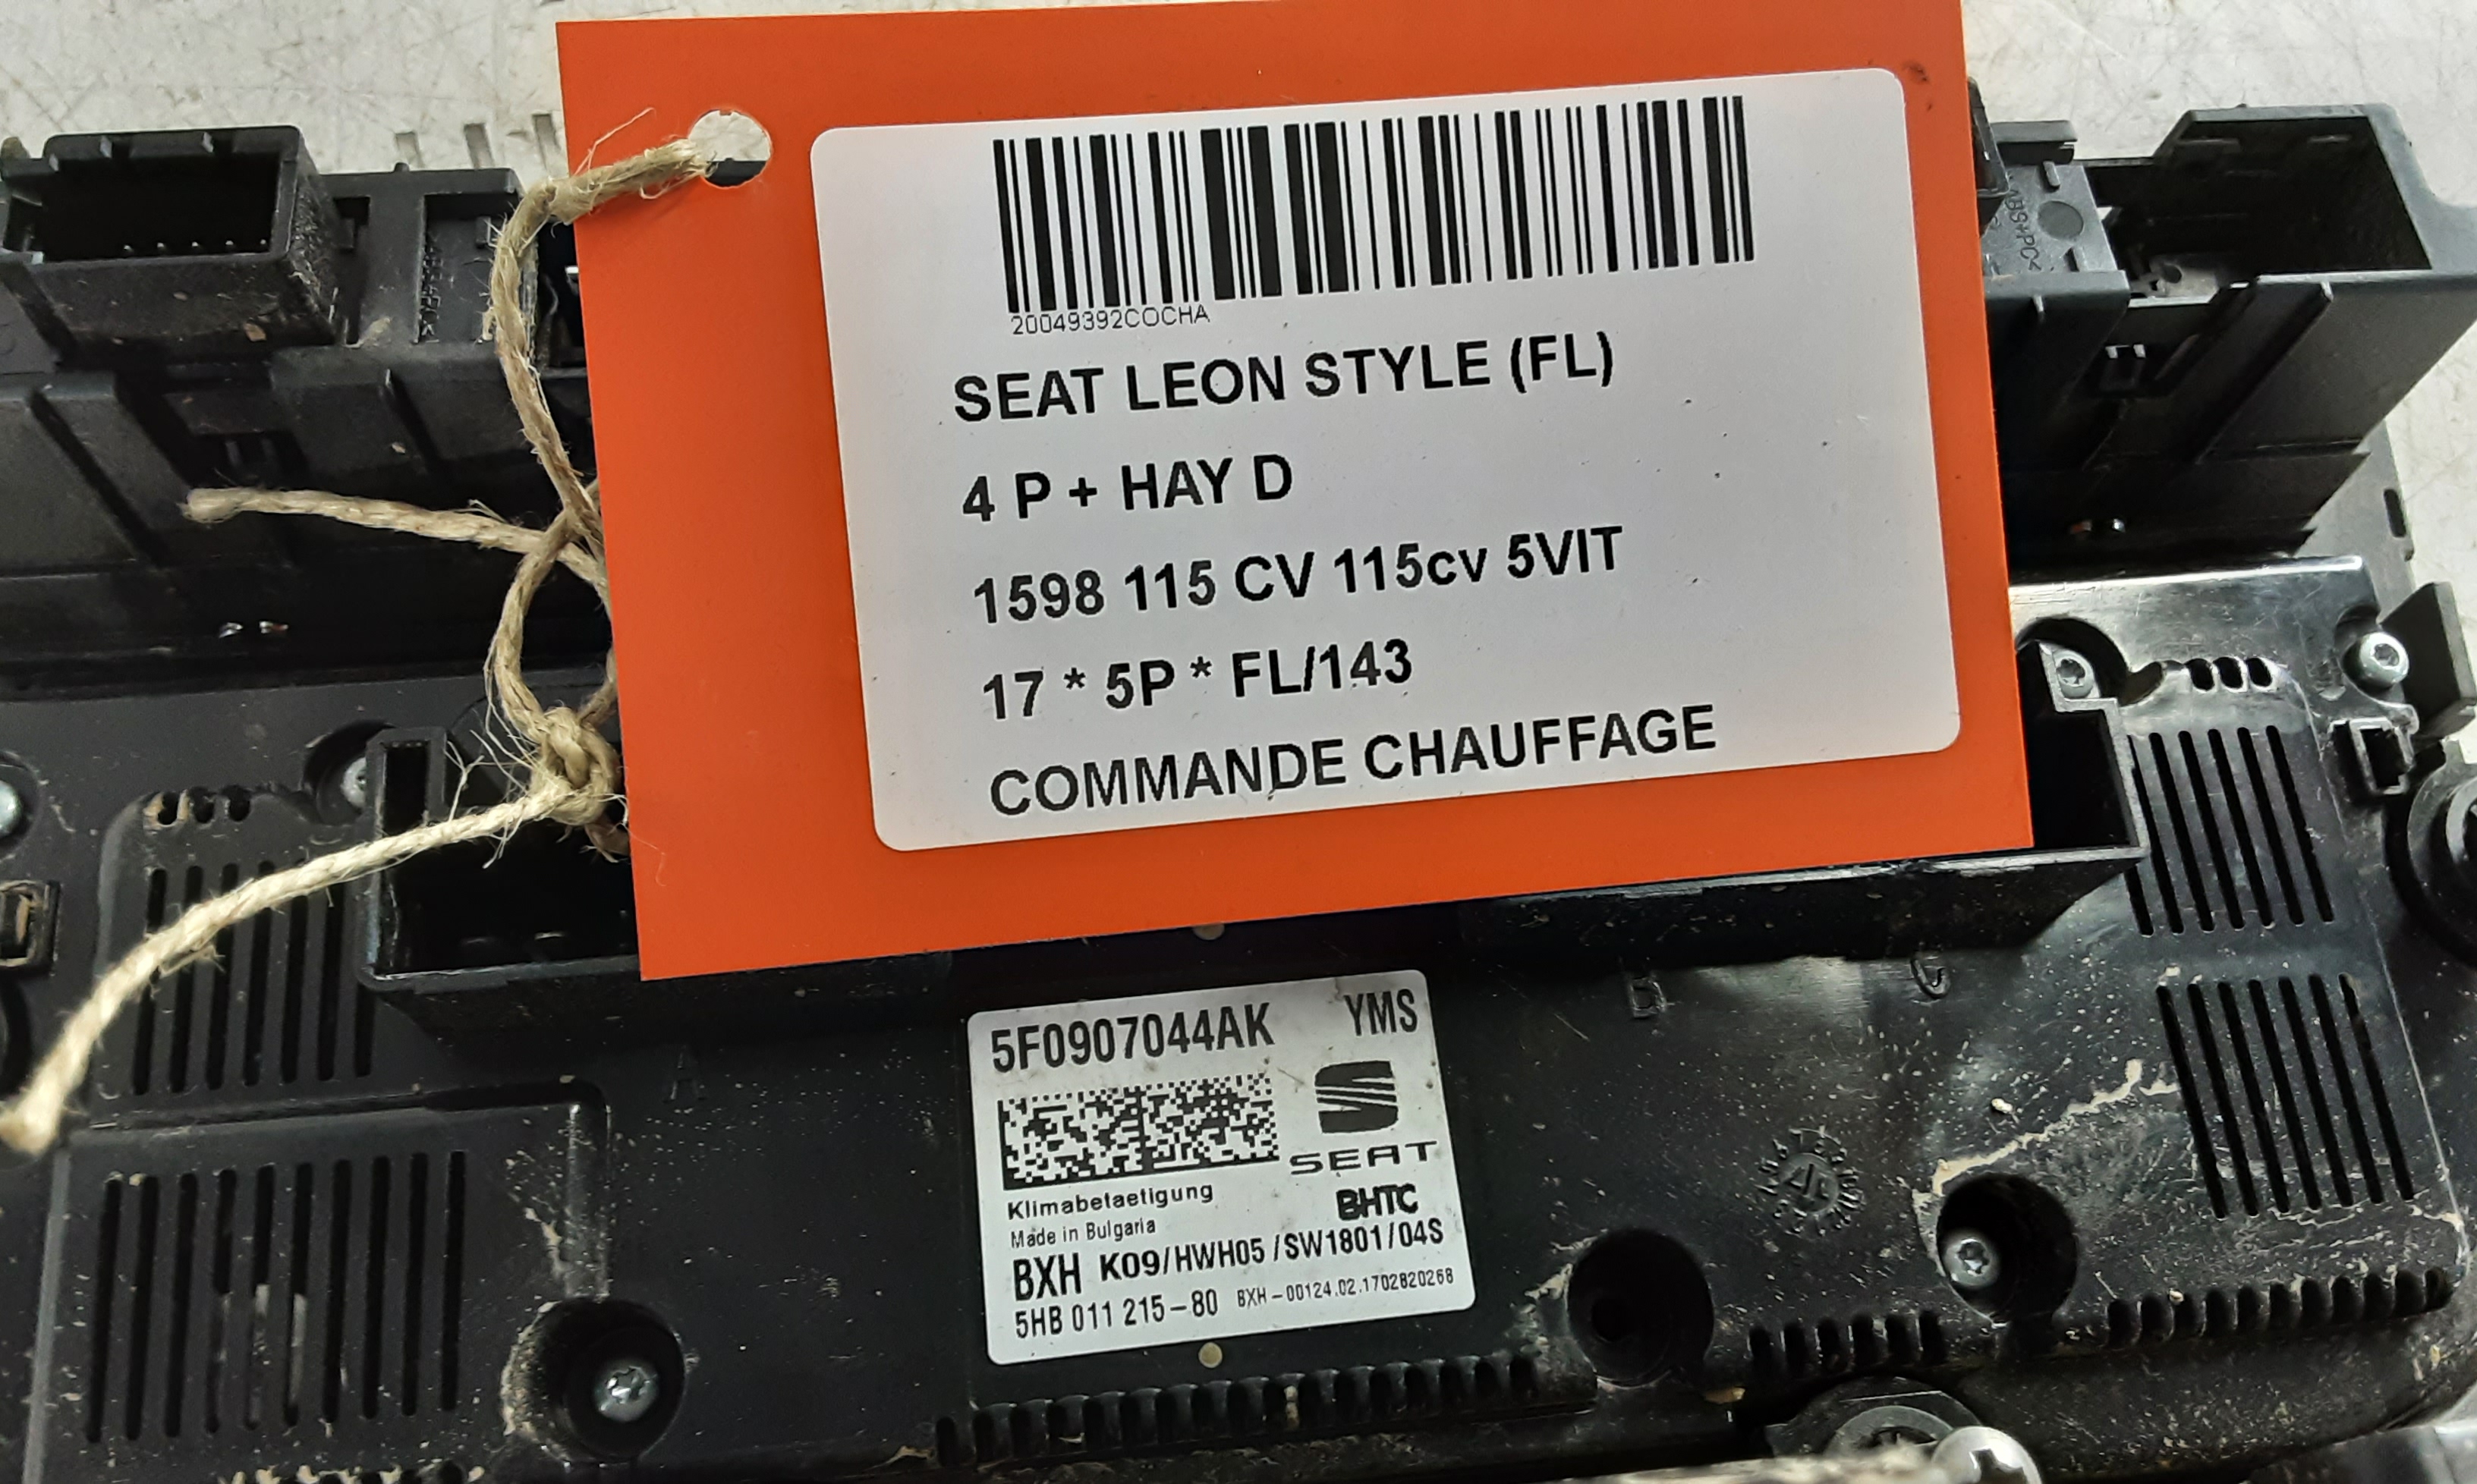 20049392COCHA
SEAT LEON STYLE (FL)
4 P + HAY D
1598 115 CV 115cv 5VIT
17 * 5P * FL/143
COMMANDE CHAUFFAGE
B C
A
5F0907044AK YMS
SEAT
Klimabetaetigung
BHTC
Made in Bulgaria
BXH K09/HWH05 /SW1801/04S
5HB 011 215-80 BXH-00124.02.1702820268